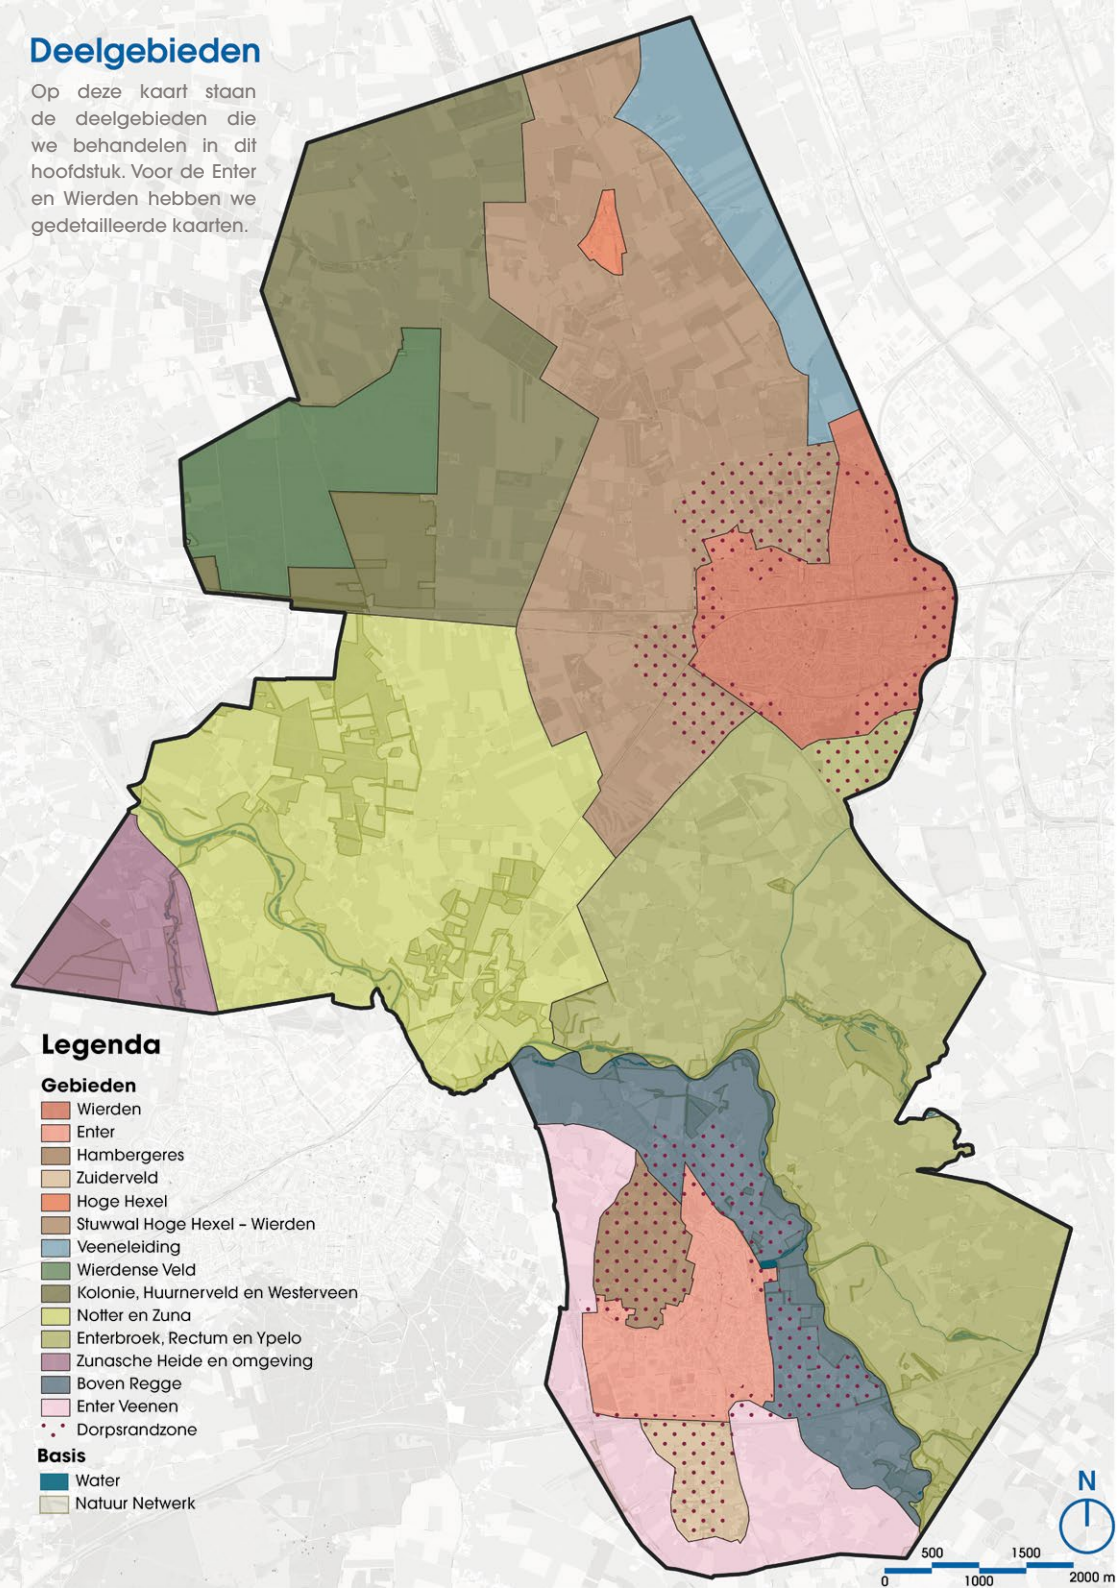 Deelgebieden
Op deze kaart staan
de deelgebieden die
we behandelen in dit
hoofdstuk. Voor de Enter
en Wierden hebben we
gedetailleerde kaarten.
Legenda
Gebieden
Wierden
Enter
Hambergeres
Zuiderveld
Hoge Hexel
Stuwwal Hoge Hexel – Wierden
Veeneleiding
Wierdense Veld
Kolonie, Huurnerveld en Westerveen
Notter en Zuna
Enterbroek, Rectum en Ypelo
Zunasche Heide en omgeving
Boven Regge
Enter Veenen
Dorpsrandzone
Basis
Water
Natuur Netwerk
N
500 1500
0 1000 2000 m